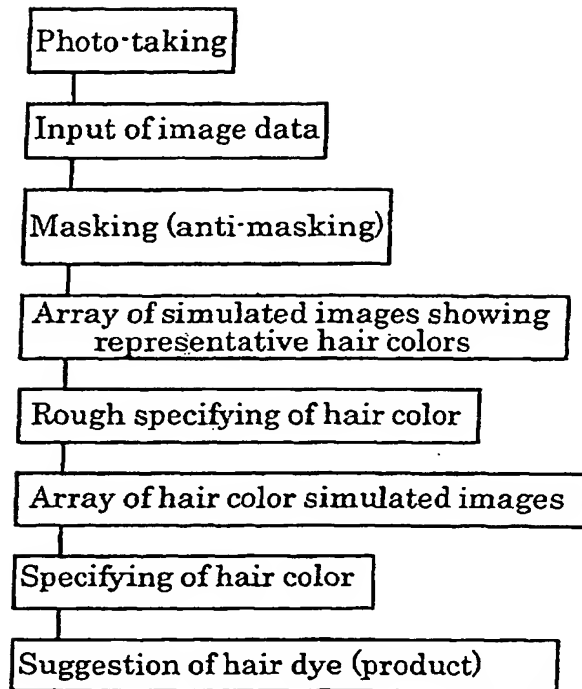 Photo-taking
Input of image data
Masking (anti-masking)
Array of simulated images showing
representative hair colors
Rough specifying of hair color
Array of hair color simulated images
Specifying of hair color
Suggestion of hair dye (product)